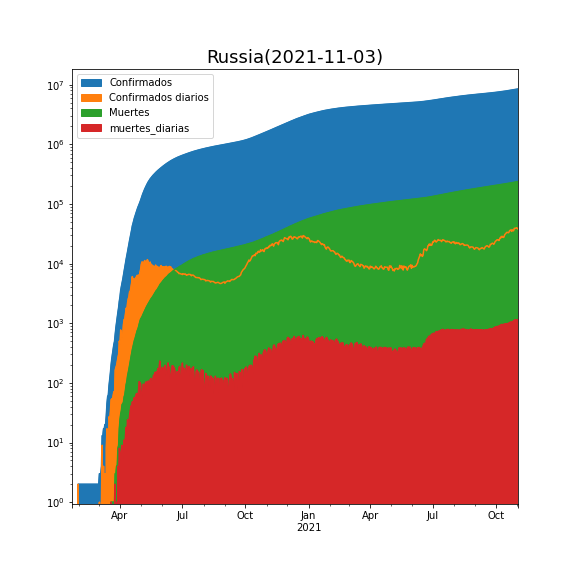 Russia(2021-11-03)
Confirmados
Confirmados diarios
Muertes
muertes_diarias
10⁷
10⁶
10⁵
10⁴
10³
10²
10¹
10⁰
Apr Jul Oct Jan Apr Jul Oct
2021